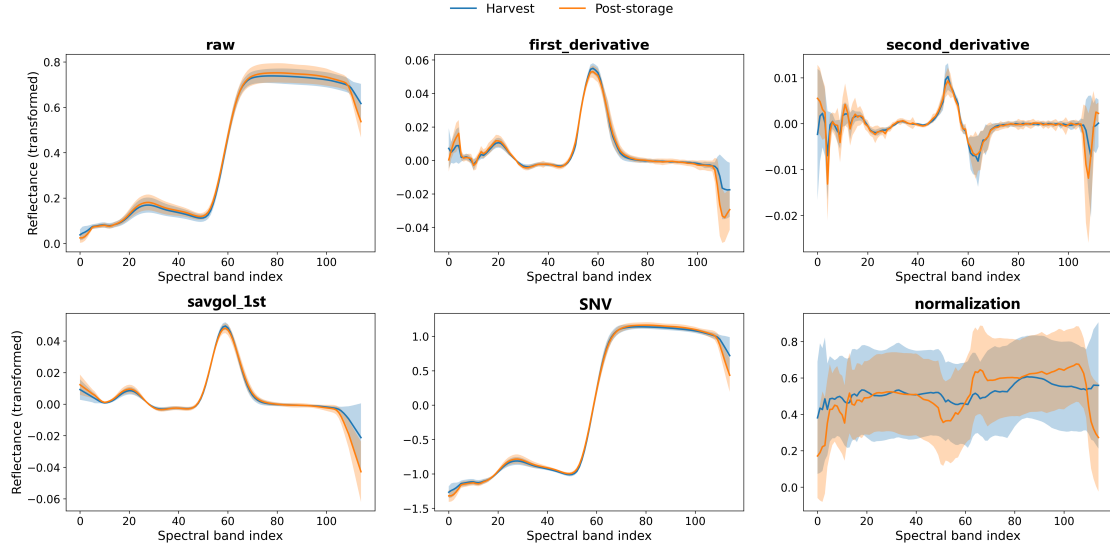 Harvest Post-storage
raw first_derivative second_derivative
Reflectance (transformed)
0.8
0.6
0.4
0.2
0.0
0 20 40 60 80 100
Spectral band index
0.06
0.04
0.02
0.00
−0.02
−0.04
0 20 40 60 80 100
Spectral band index
0.01
0.00
−0.01
−0.02
0 20 40 60 80 100
Spectral band index
savgol_1st SNV normalization
Reflectance (transformed)
0.04
0.02
0.00
−0.02
−0.04
−0.06
0 20 40 60 80 100
Spectral band index
1.0
0.5
0.0
−0.5
−1.0
−1.5
0 20 40 60 80 100
Spectral band index
0.8
0.6
0.4
0.2
0.0
0 20 40 60 80 100
Spectral band index